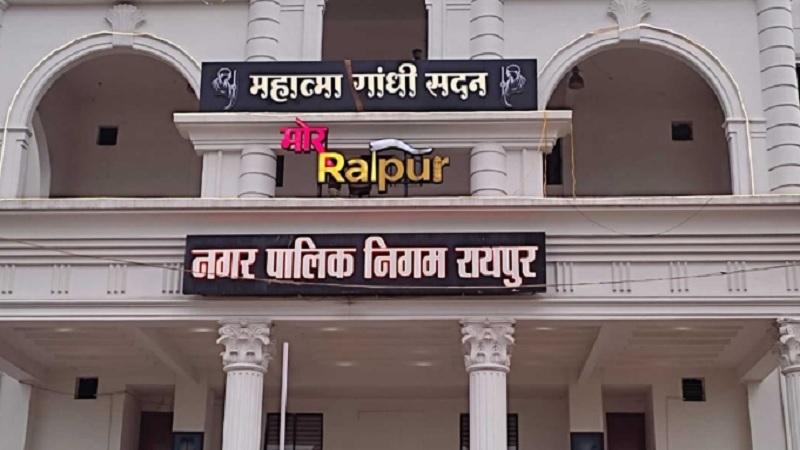 महात्मा गांधी सदन
मोर
Raipur
नगर पालिक निगम रायपुर